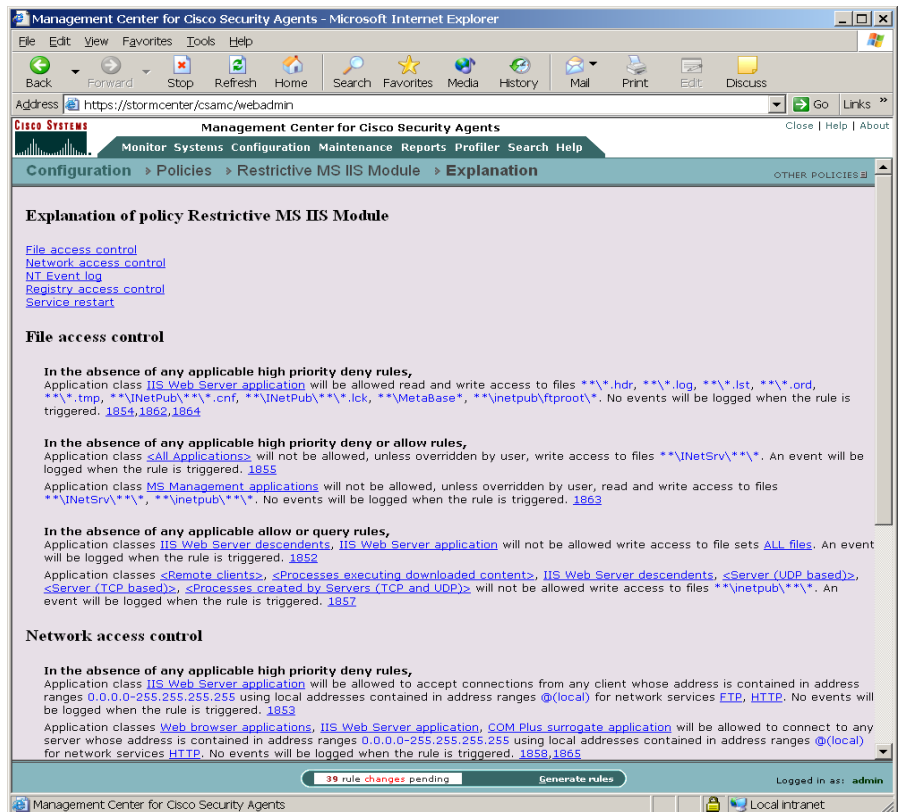 Management Center for Cisco Security Agents - Microsoft Internet Explorer
File Edit View Favorites Tools Help
Back Forward Stop Refresh Home Search Favorites Media History Mail Print Edit Discuss
Address https://stormcenter/csamc/webadmin Go Links »
CISCO SYSTEMS
Management Center for Cisco Security Agents
Close | Help | About
Monitor Systems Configuration Maintenance Reports Profiler Search Help
Configuration > Policies > Restrictive MS IIS Module > Explanation
OTHER POLICIES
Explanation of policy Restrictive MS IIS Module
File access control
Network access control
NT Event log
Registry access control
Service restart
File access control
In the absence of any applicable high priority deny rules,
Application class IIS Web Server application will be allowed read and write access to files **\*.hdr, **\*.log, **\*.lst, **\*.ord,
**\*.tmp, **\INetPub\**\*.cnf, **\INetPub\**\*.lck, **\MetaBase*, **\inetpub\ftproot\*. No events will be logged when the rule is
triggered. 1854,1862,1864
In the absence of any applicable high priority deny or allow rules,
Application class <All Applications> will not be allowed, unless overridden by user, write access to files **\INetSrv\**\*. An event will be
logged when the rule is triggered. 1855
Application class MS Management applications will not be allowed, unless overridden by user, read and write access to files
**\INetSrv\**\*, **\inetpub\**\*. No events will be logged when the rule is triggered. 1863
In the absence of any applicable allow or query rules,
Application classes IIS Web Server descendents, IIS Web Server application will not be allowed write access to file sets ALL files. An event
will be logged when the rule is triggered. 1852
Application classes <Remote clients>, <Processes executing downloaded content>, IIS Web Server descendents, <Server (UDP based)>,
<Server (TCP based)>, <Processes created by Servers (TCP and UDP)> will not be allowed write access to files **\inetpub\**\*. An
event will be logged when the rule is triggered. 1857
Network access control
In the absence of any applicable high priority deny rules,
Application class IIS Web Server application will be allowed to accept connections from any client whose address is contained in address
ranges 0.0.0.0-255.255.255.255 using local addresses contained in address ranges @(local) for network services FTP, HTTP. No events will
be logged when the rule is triggered. 1853
Application classes Web browser applications, IIS Web Server application, COM Plus surrogate application will be allowed to connect to any
server whose address is contained in address ranges 0.0.0.0-255.255.255.255 using local addresses contained in address ranges @(local)
for network services HTTP. No events will be logged when the rule is triggered. 1858,1865
39 rule changes pending Generate rules
Logged in as: admin
Management Center for Cisco Security Agents
Local intranet